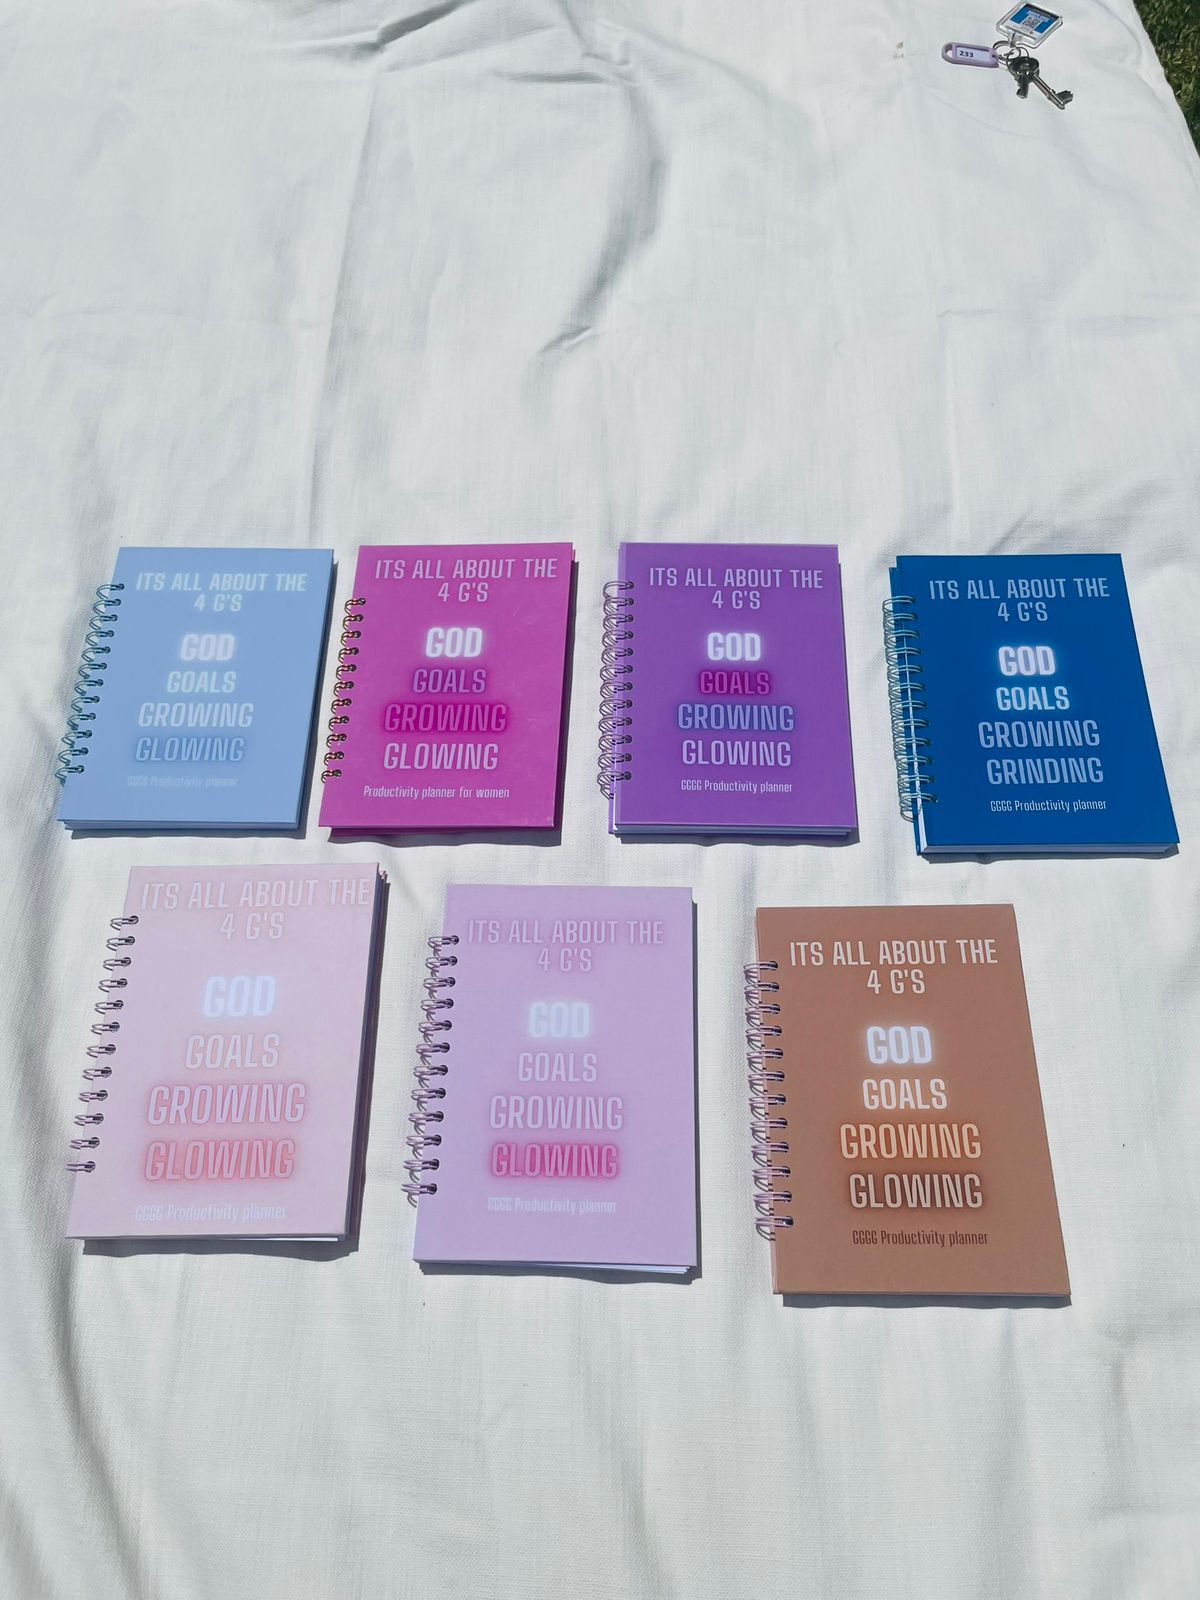 233
ITS ALL ABOUT THE
4 G'S
GOD
GOALS
GROWING
GLOWING
GGGG Productivity planner
ITS ALL ABOUT THE
4 G'S
GOD
GOALS
GROWING
GLOWING
Productivity planner for women
ITS ALL ABOUT THE
4 G'S
GOD
GOALS
GROWING
GLOWING
GGGG Productivity planner
ITS ALL ABOUT THE
4 G'S
GOD
GOALS
GROWING
GRINDING
GGGG Productivity planner
ITS ALL ABOUT THE
4 G'S
GOD
GOALS
GROWING
GLOWING
GGGG Productivity planner
ITS ALL ABOUT THE
4 G'S
GOD
GOALS
GROWING
GLOWING
GGGG Productivity planner
ITS ALL ABOUT THE
4 G'S
GOD
GOALS
GROWING
GLOWING
GGGG Productivity planner